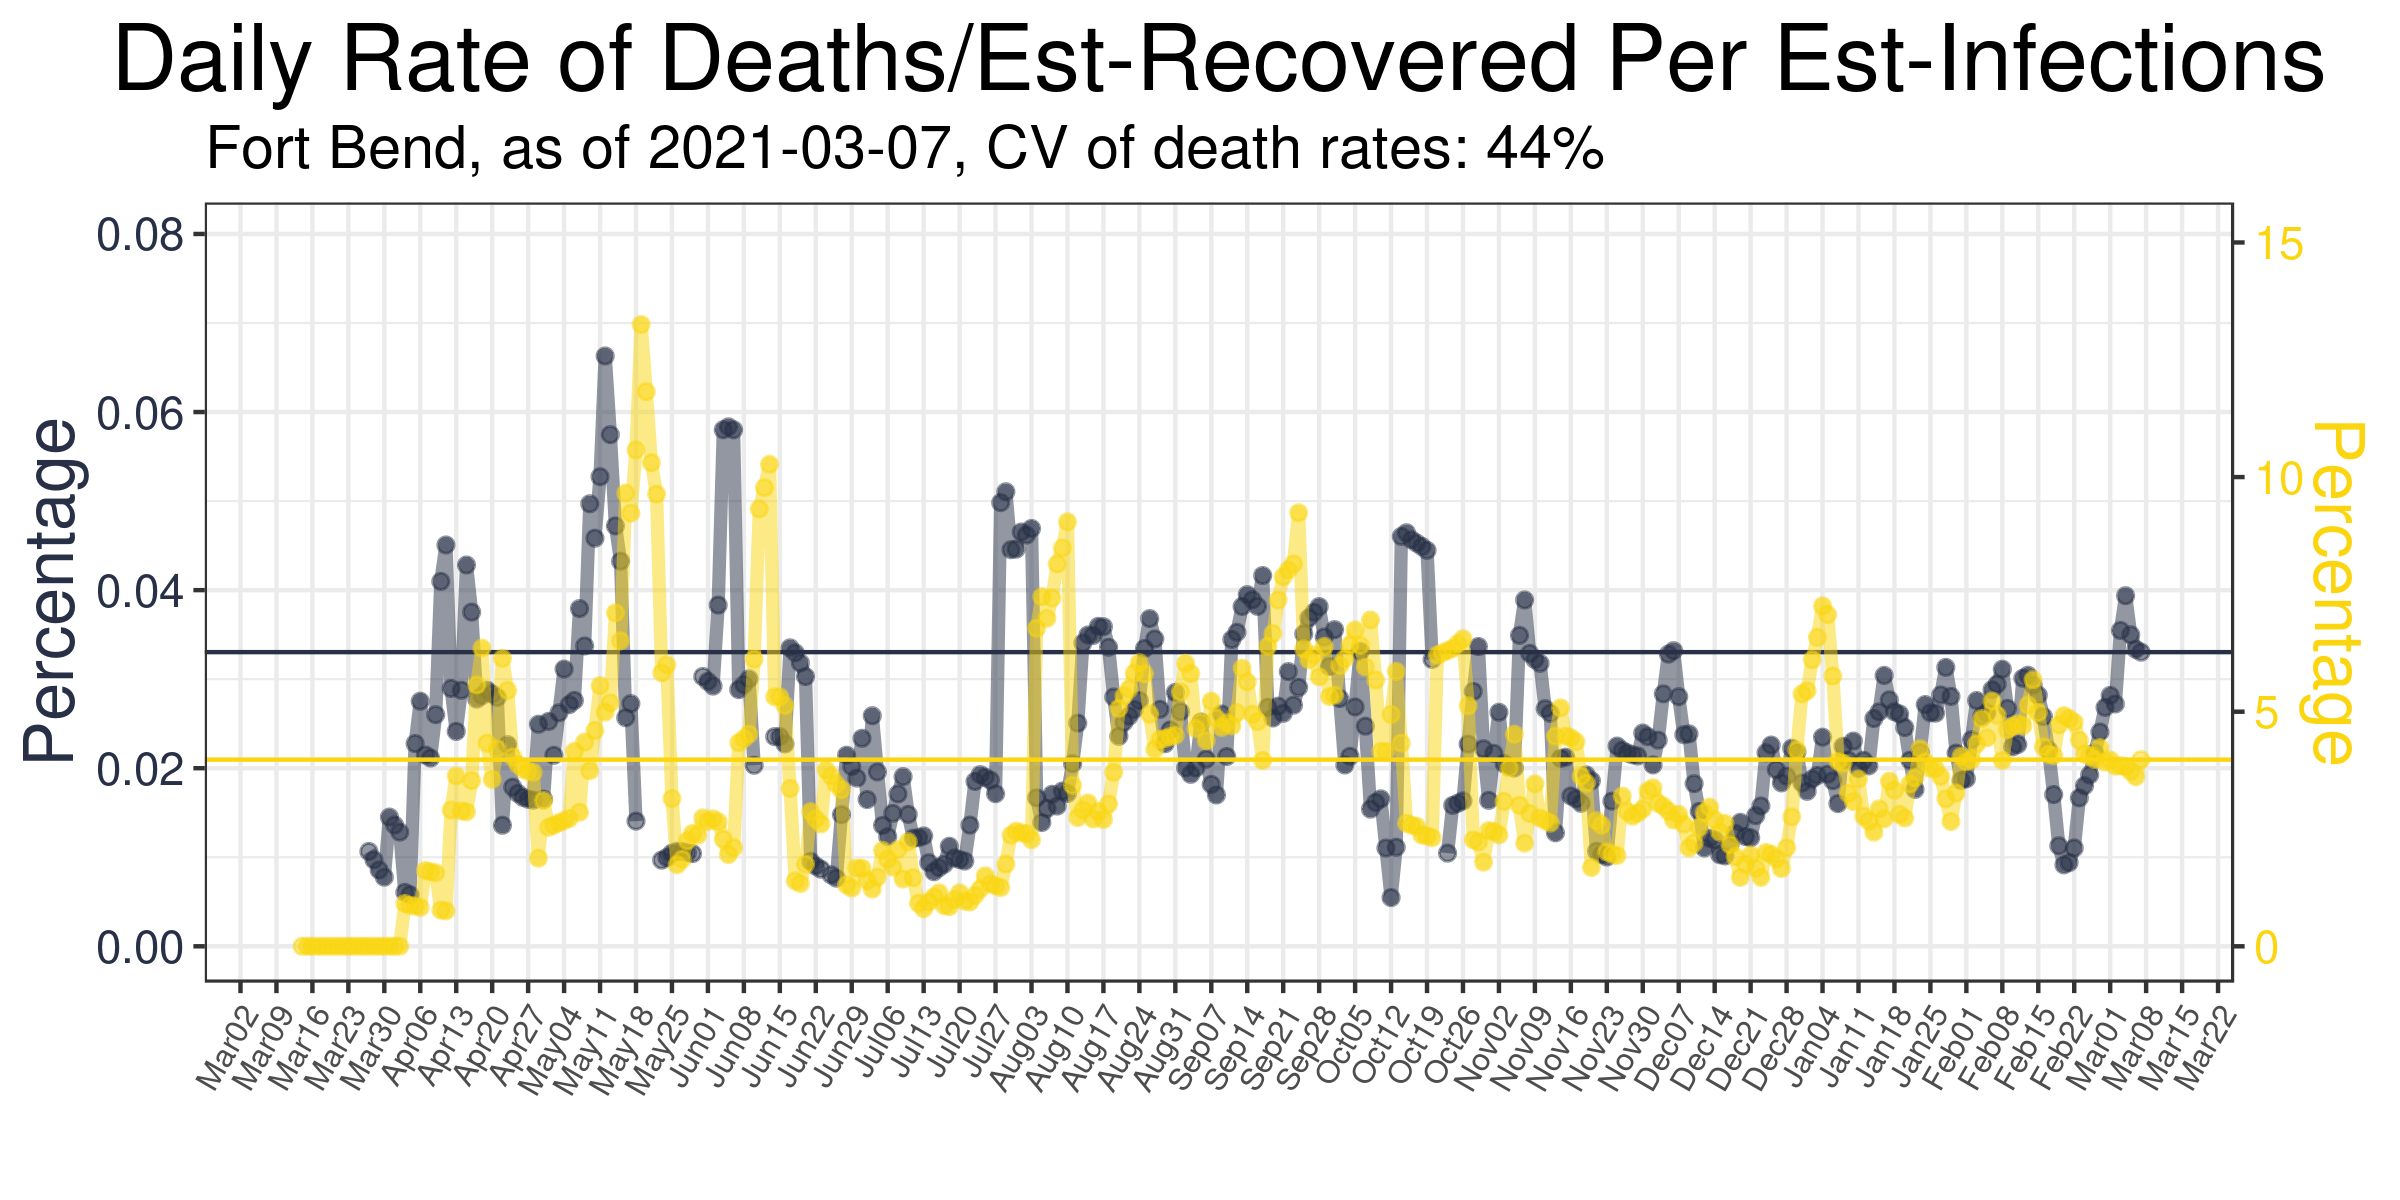 Daily Rate of Deaths/Est-Recovered Per Est-Infections
Fort Bend, as of 2021-03-07, CV of death rates: 44%
Percentage
0.08
0.06
0.04
0.02
0.00
15
10
5
0
Percentage
Mar02
Mar09
Mar16
Mar23
Mar30
Apr06
Apr13
Apr20
Apr27
May04
May11
May18
May25
Jun01
Jun08
Jun15
Jun22
Jun29
Jul06
Jul13
Jul20
Jul27
Aug03
Aug10
Aug17
Aug24
Aug31
Sep07
Sep14
Sep21
Sep28
Oct05
Oct12
Oct19
Oct26
Nov02
Nov09
Nov16
Nov23
Nov30
Dec07
Dec14
Dec21
Dec28
Jan04
Jan11
Jan18
Jan25
Feb01
Feb08
Feb15
Feb22
Mar01
Mar08
Mar15
Mar22